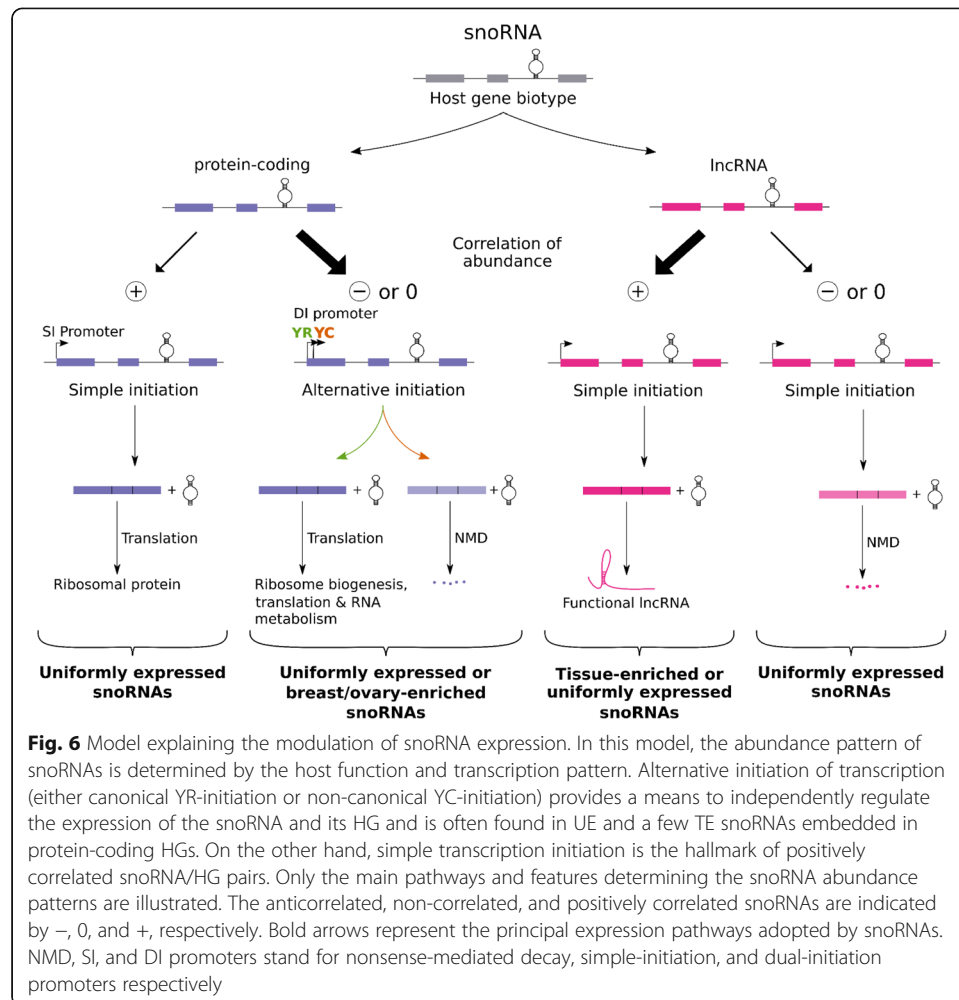 snoRNA
Host gene biotype
protein-coding
lncRNA
Correlation of
abundance
+
− or 0
+
− or 0
SI Promoter
DI promoter
YR YC
Simple initiation
Alternative initiation
Simple initiation
Simple initiation
+
+
+
+
+
Translation
Translation
NMD
NMD
Ribosomal protein
Ribosome biogenesis,
translation & RNA
metabolism
Functional lncRNA
Uniformly expressed
snoRNAs
Uniformly expressed or
breast/ovary-enriched
snoRNAs
Tissue-enriched or
uniformly expressed
snoRNAs
Uniformly expressed
snoRNAs
Fig. 6 Model explaining the modulation of snoRNA expression. In this model, the abundance pattern of
snoRNAs is determined by the host function and transcription pattern. Alternative initiation of transcription
(either canonical YR-initiation or non-canonical YC-initiation) provides a means to independently regulate
the expression of the snoRNA and its HG and is often found in UE and a few TE snoRNAs embedded in
protein-coding HGs. On the other hand, simple transcription initiation is the hallmark of positively
correlated snoRNA/HG pairs. Only the main pathways and features determining the snoRNA abundance
patterns are illustrated. The anticorrelated, non-correlated, and positively correlated snoRNAs are indicated
by −, 0, and +, respectively. Bold arrows represent the principal expression pathways adopted by snoRNAs.
NMD, SI, and DI promoters stand for nonsense-mediated decay, simple-initiation, and dual-initiation
promoters respectively